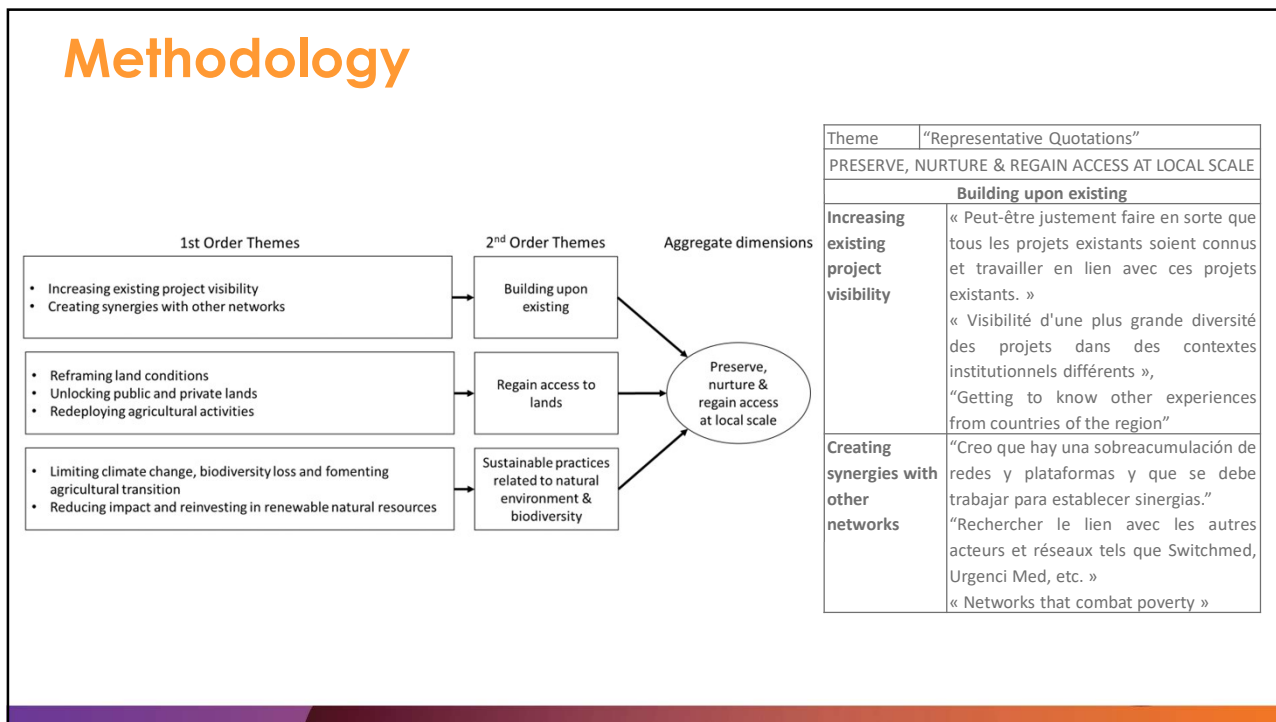 Methodology
1st Order Themes
2nd Order Themes
Aggregate dimensions
• Increasing existing project visibility
• Creating synergies with other networks
Building upon
existing
• Reframing land conditions
• Unlocking public and private lands
• Redeploying agricultural activities
Regain access to
lands
• Limiting climate change, biodiversity loss and fomenting
agricultural transition
• Reducing impact and reinvesting in renewable natural resources
Sustainable practices
related to natural
environment &
biodiversity
Preserve,
nurture &
regain access
at local scale
Theme "Representative Quotations"
PRESERVE, NURTURE & REGAIN ACCESS AT LOCAL SCALE
Building upon existing
Increasing
existing
project
visibility
« Peut-être justement faire en sorte que
tous les projets existants soient connus
et travailler en lien avec ces projets
existants. »
« Visibilité d'une plus grande diversité
des projets dans des contextes
institutionnels différents »,
“Getting to know other experiences
from countries of the region”
Creating
synergies with
other
networks
“Creo que hay una sobreacumulación de
redes y plataformas y que se debe
trabajar para establecer sinergias.”
“Rechercher le lien avec les autres
acteurs et réseaux tels que Switchmed,
Urgenci Med, etc. »
« Networks that combat poverty »